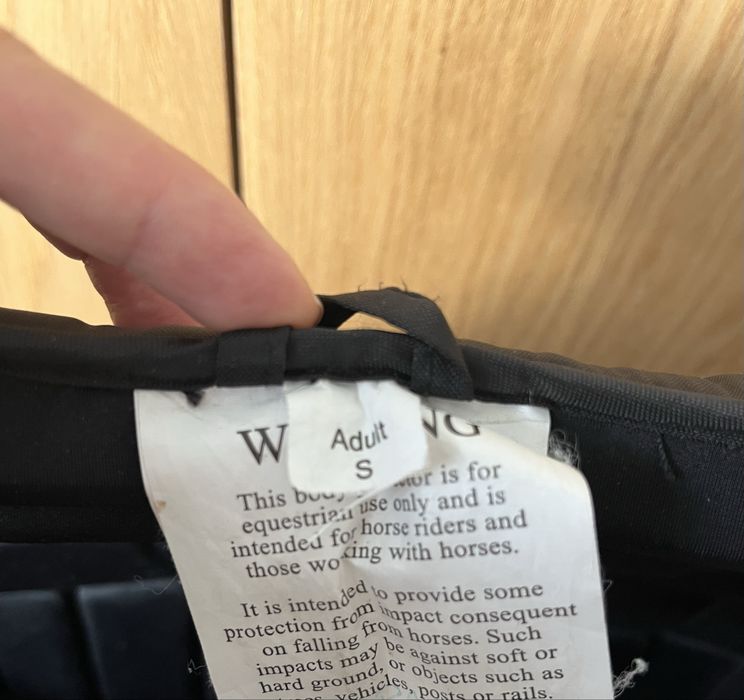 Adult
S
W NG
This body is for
equestrian use only and is
intended for horse riders and
those working with horses.
It is intended to provide some
protection from impact consequent
on falling from horses. Such
impacts may be against soft or
hard ground, or objects such as
vehicles, posts or rails.